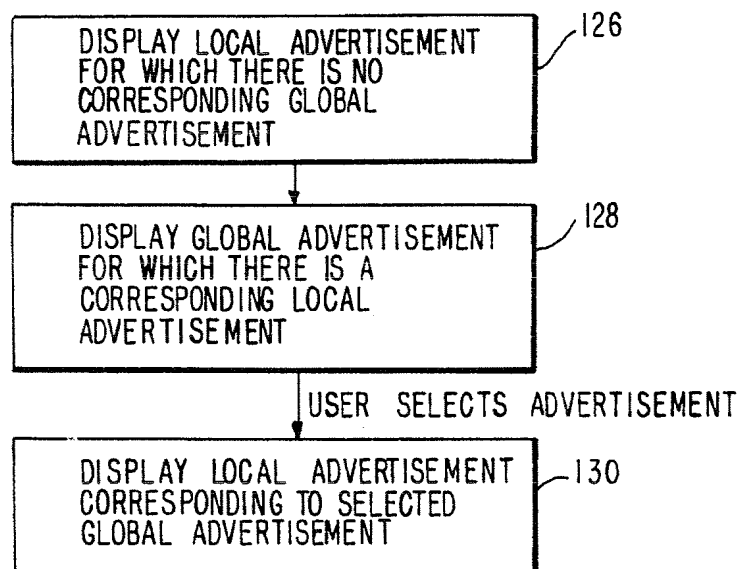 DISPLAY LOCAL ADVERTISEMENT
FOR WHICH THERE IS NO
CORRESPONDING GLOBAL
ADVERTISEMENT
126
DISPLAY GLOBAL ADVERTISEMENT
FOR WHICH THERE IS A
CORRESPONDING LOCAL
ADVERTISEMENT
128
USER SELECTS ADVERTISEMENT
DISPLAY LOCAL ADVERTISEMENT
CORRESPONDING TO SELECTED
GLOBAL ADVERTISEMENT
130